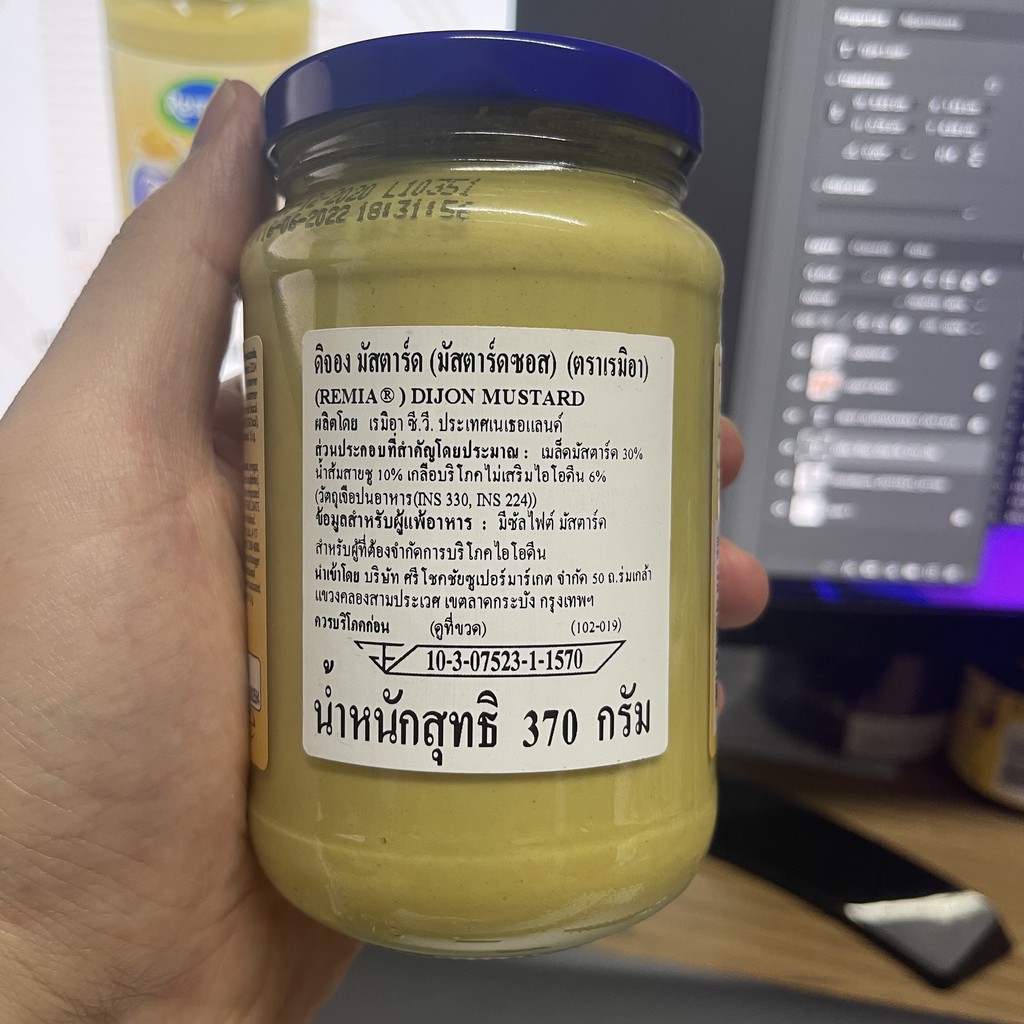 -2020 L10351
6-06-2022 18:31:56
ดิจอง มัสตาร์ด (มัสตาร์ดซอส) (ตราเรมิอา)
(REMIA® ) DIJON MUSTARD
ผลิตโดย เรมิอา ซี.วี. ประเทศเนเธอแลนด์
ส่วนประกอบที่สำคัญโดยประมาณ : เมล็ดมัสตาร์ด 30%
น้ำส้มสายชู 10% เกลือบริโภคไม่เสริมไอโอดีน 6%
(วัตถุเจือปนอาหาร(INS 330, INS 224))
ข้อมูลสำหรับผู้แพ้อาหาร : มีซัลไฟต์ มัสตาร์ด
สำหรับผู้ที่ต้องจำกัดการบริโภคไอโอดีน
นำเข้าโดย บริษัท ศรีโชคชัยซูเปอร์มาร์เกต จำกัด 50 ถ.ร่มเกล้า
แขวงคลองสามประเวศ เขตลาดกระบัง กรุงเทพฯ
ควรบริโภคก่อน (ดูที่ขวด) (102-019)
10-3-07523-1-1570
น้ำหนักสุทธิ 370 กรัม